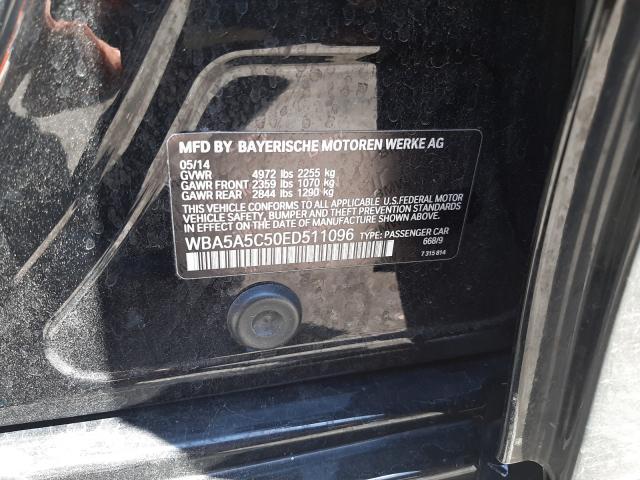 MFD BY BAYERISCHE MOTOREN WERKE AG
05/14
GVWR 4972 lbs 2255 kg
GAWR FRONT 2359 lbs 1070 kg
GAWR REAR 2844 lbs 1290 kg
THIS VEHICLE CONFORMS TO ALL APPLICABLE U.S.FEDERAL MOTOR
VEHICLE SAFETY, BUMPER AND THEFT PREVENTION STANDARDS
IN EFFECT ON THE DATE OF MANUFACTURE SHOWN ABOVE.
WBA5A5C50ED511096 TYPE: PASSENGER CAR
668/9
7 315 814